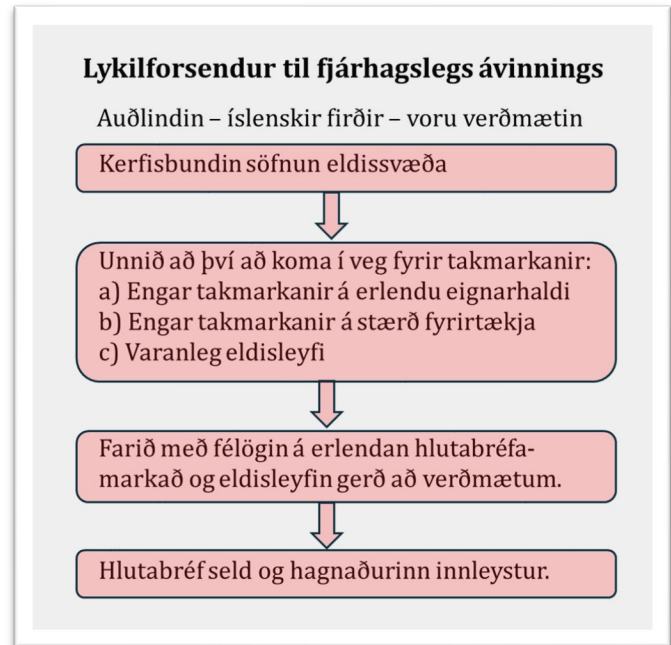 Lykilforsendur til fjárhagslegs ávinnings
Auðlindin – íslenskir firðir – voru verðmætin
Kerfisbundin söfnun eldissvæða
Unnið að því að koma í veg fyrir takmarkanir:
a) Engar takmarkanir á erlendu eignarhaldi
b) Engar takmarkanir á stærð fyrirtækja
c) Varanleg eldisleyfi
Farið með félögin á erlendan hlutabréfa-
markað og eldisleyfin gerð að verðmætum.
Hlutabréf seld og hagnaðurinn innleystur.